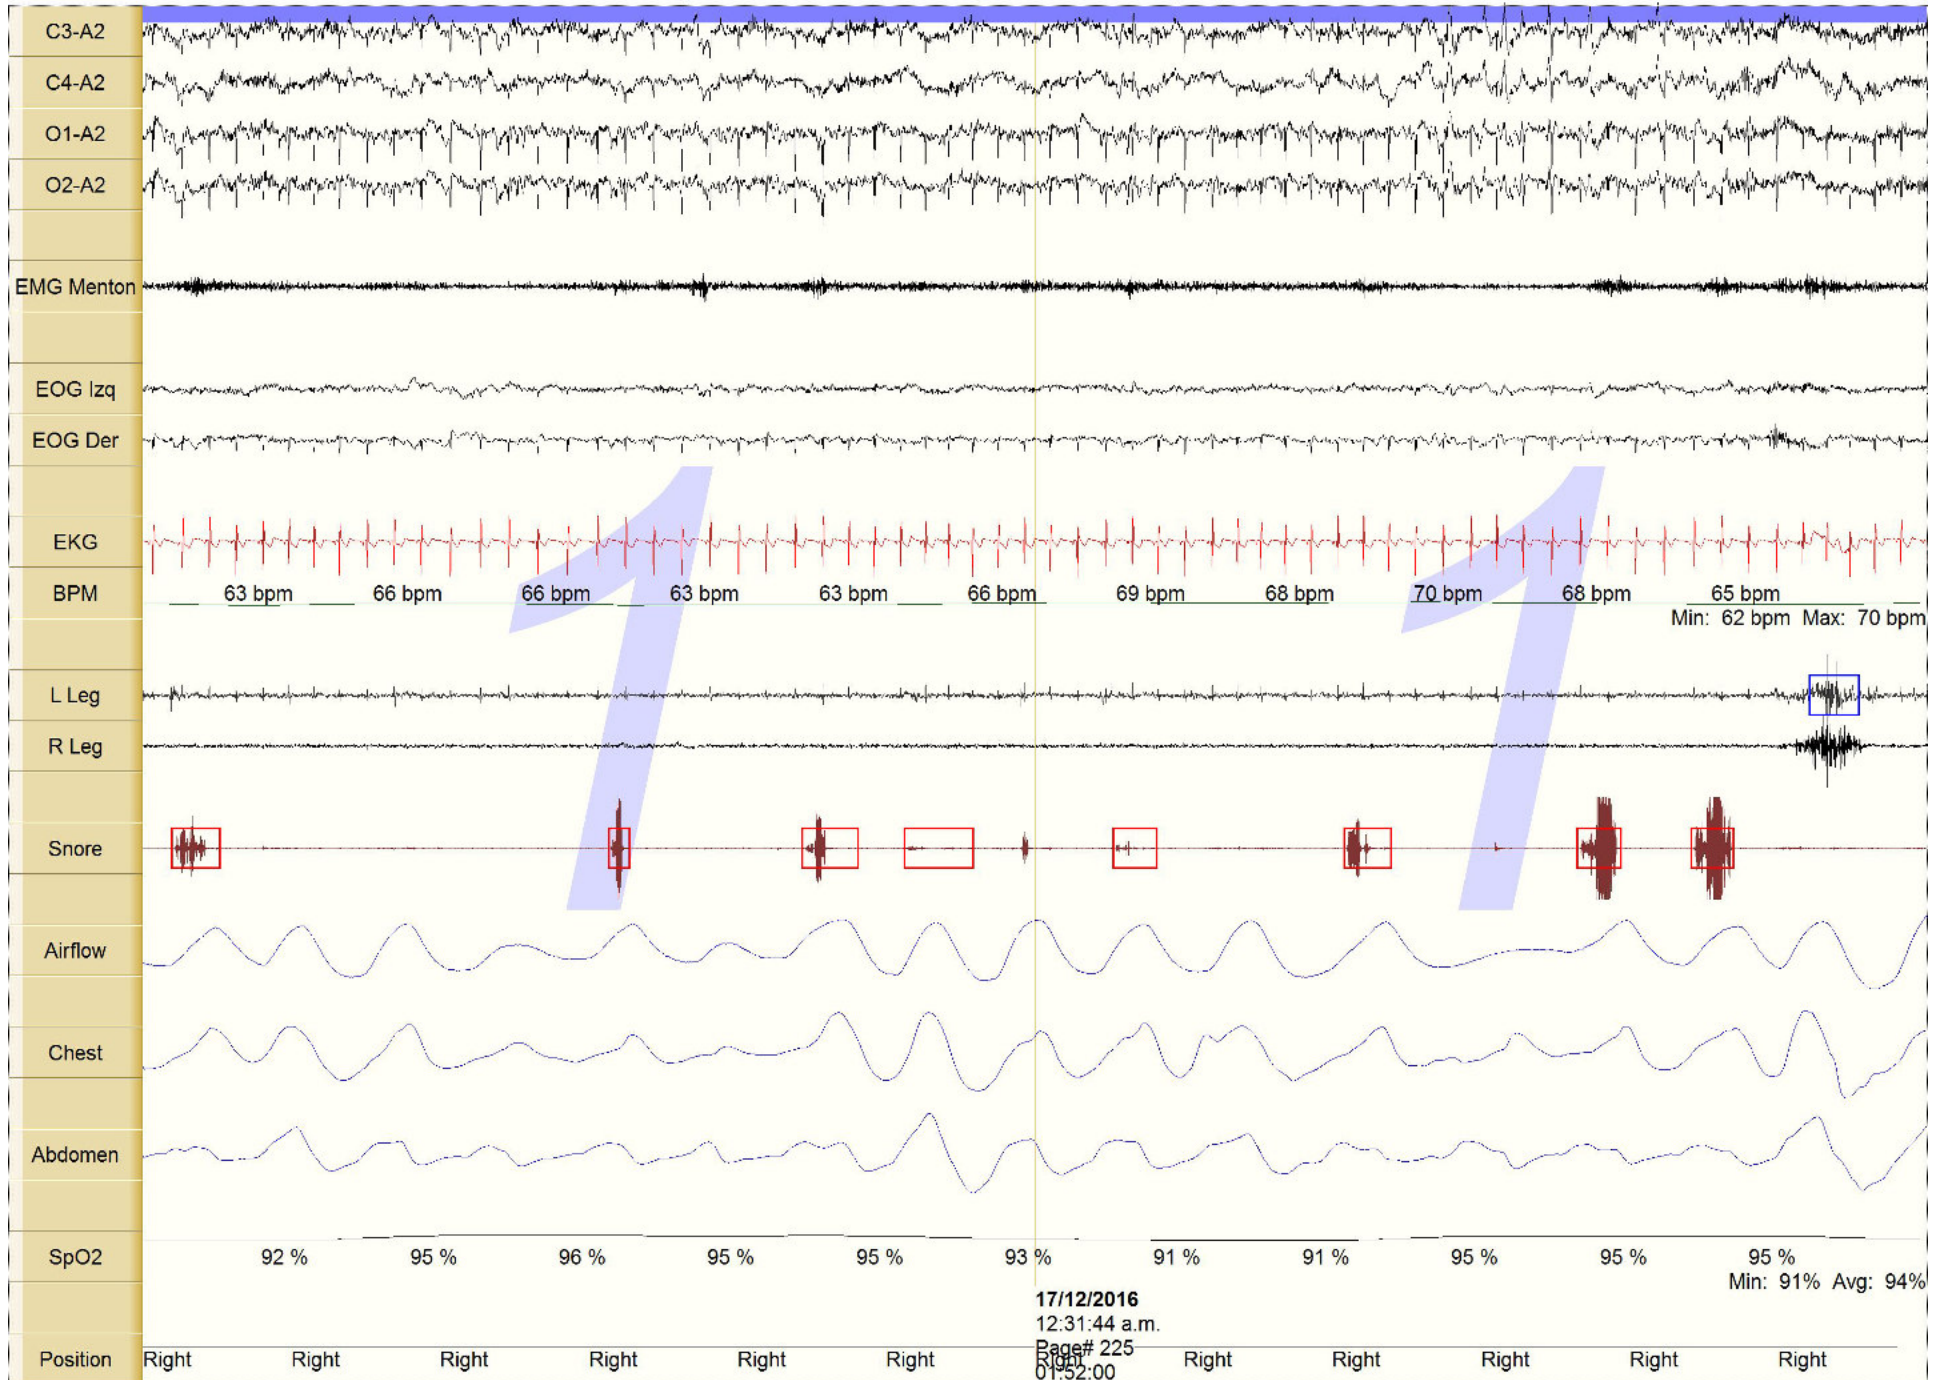 C3-A2
C4-A2
O1-A2
O2-A2
EMG Menton
EOG Izq
EOG Der
1 1
EKG
BPM 63 bpm 66 bpm 66 bpm 63 bpm 63 bpm 66 bpm 69 bpm 68 bpm 70 bpm 68 bpm 65 bpm
Min: 62 bpm Max: 70 bpm
L Leg
R Leg
Snore
Airflow
Chest
Abdomen
SpO2 92 % 95 % 96 % 95 % 95 % 93 % 91 % 91 % 95 % 95 % 95 %
Min: 91% Avg: 94%
17/12/2016
12:31:44 a.m.
Page# 225
Position Right Right Right Right Right Right Right Right Right Right Right Right
01:52:00